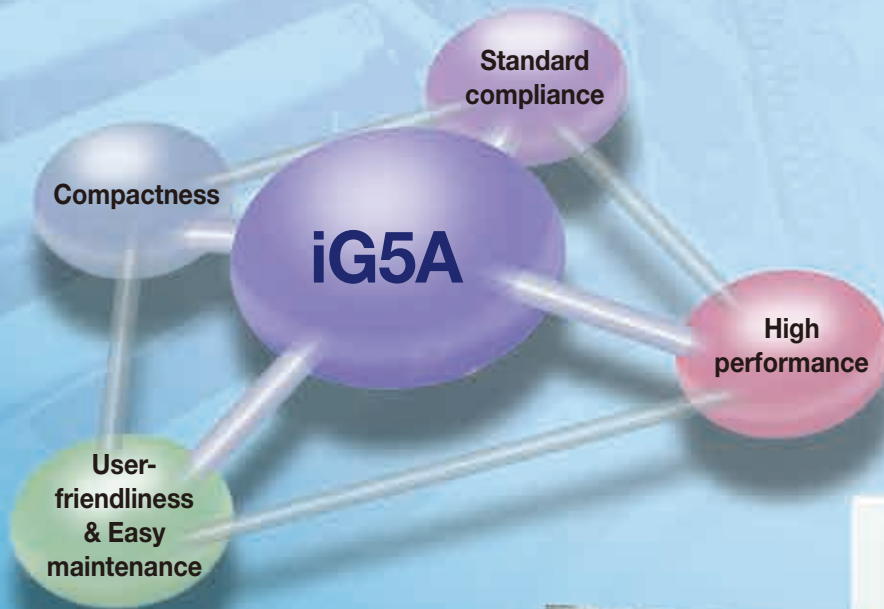 Standard
compliance
Compactness
iG5A
High
performance
User-
friendliness
& Easy
maintenance